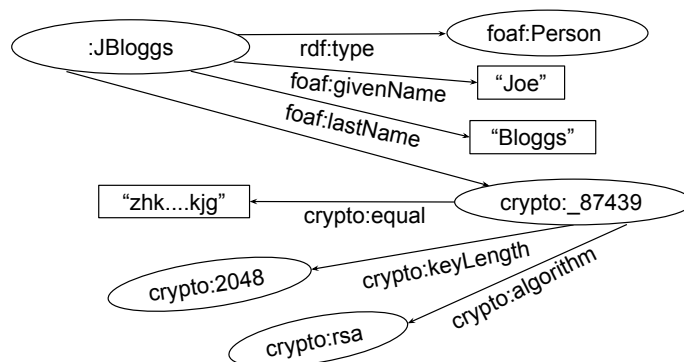 :JBloggs
rdf:type
foaf:Person
foaf:givenName
“Joe”
foaf:lastName
“Bloggs”
“zhk....kjg”
crypto:equal
crypto:_87439
crypto:2048
crypto:keyLength
crypto:algorithm
crypto:rsa